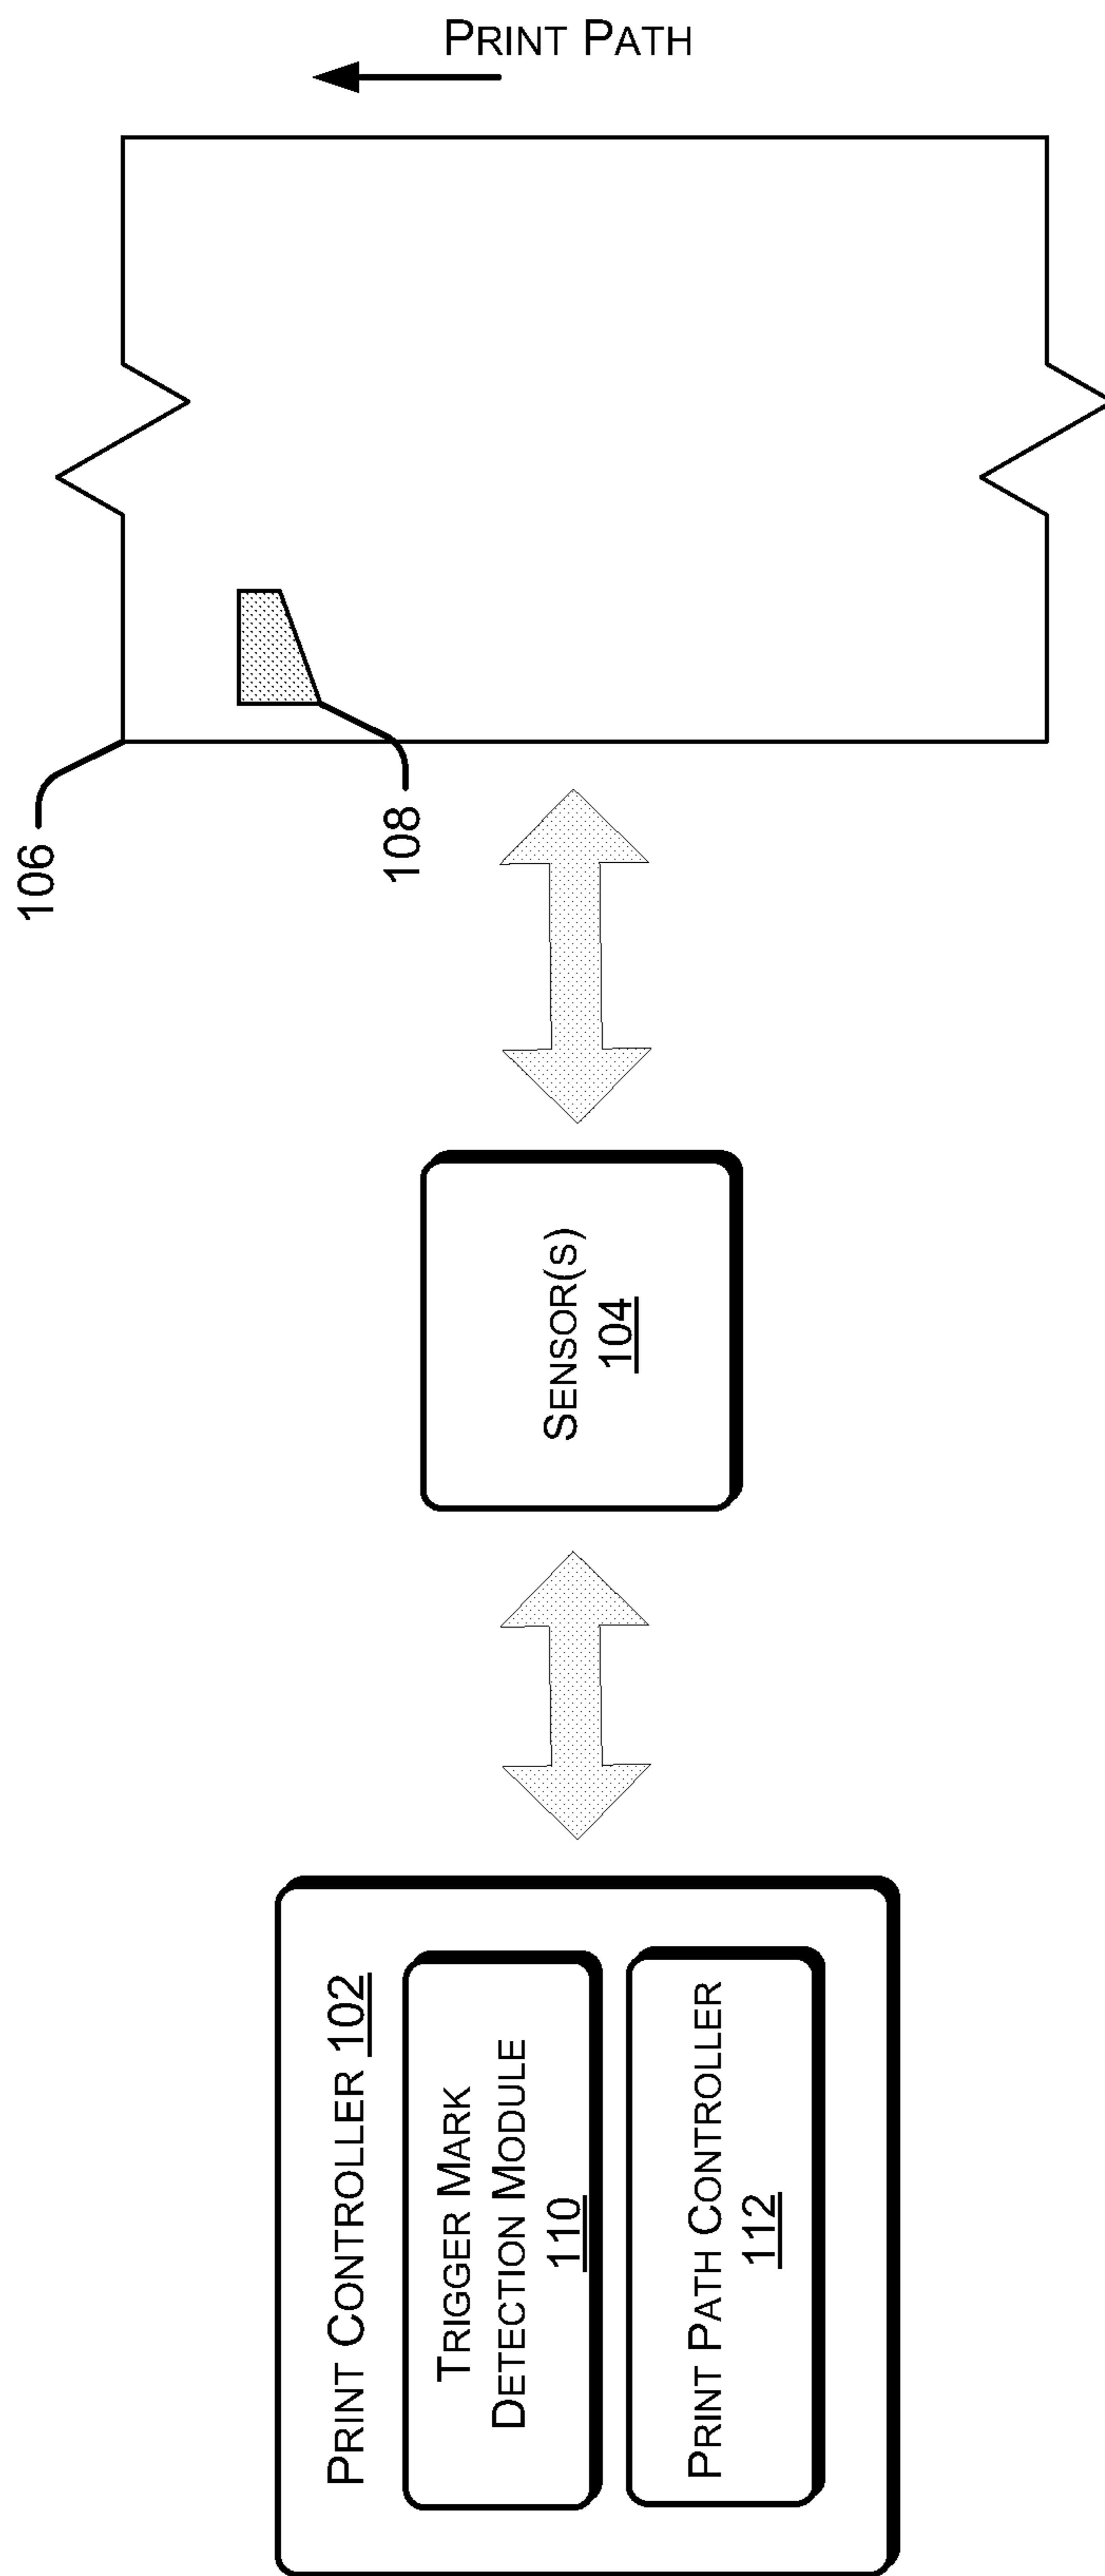 PRINT CONTROLLER 102
TRIGGER MARK
DETECTION MODULE
110
PRINT PATH CONTROLLER
112
SENSOR(S)
104
106
108
PRINT PATH